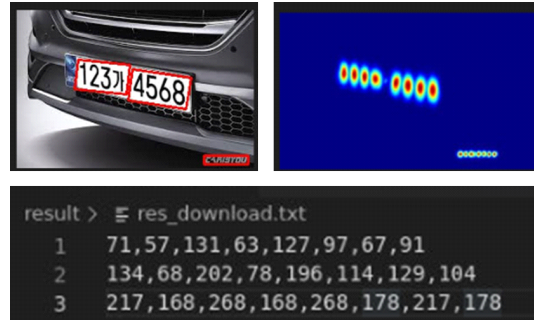 123가 4568
CARISTOU
result > res_download.txt
1 71,57,131,63,127,97,67,91
2 134,68,202,78,196,114,129,104
3 217,168,268,168,268,178,217,178